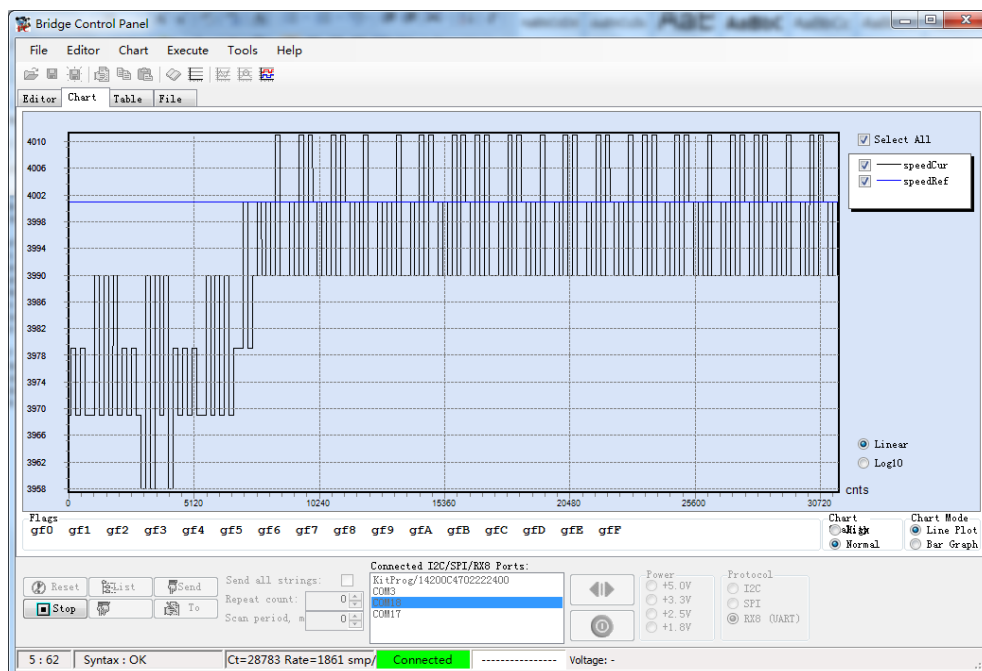 Bridge Control Panel
File Editor Chart Execute Tools Help
Editor Chart Table File
4010
4006
4002
3998
3994
3990
3986
3982
3978
3974
3970
3966
3962
3958
0 5120 10240 15360 20480 25600 30720 cnts
Select All
speedCur
speedRef
Linear
Log10
Flags
gf0 gf1 gf2 gf3 gf4 gf5 gf6 gf7 gf8 gf9 gfA gfB gfC gfD gfE gfF
Chart
Normal
Chart Mode
Line Plot
Bar Graph
Reset List Send
Stop To
Send all strings:
Repeat count: 0
Scan period, m 0
Connected I2C/SPI/RX8 Ports:
KitProg/14200C4702222400
COM3
COM16
COM17
Power
+5.0V
+3.3V
+2.5V
+1.8V
Protocol
I2C
SPI
RX8 (UART)
5 : 62 Syntax : OK Ct=28783 Rate=1861 smp/ Connected ---------------- Voltage: -